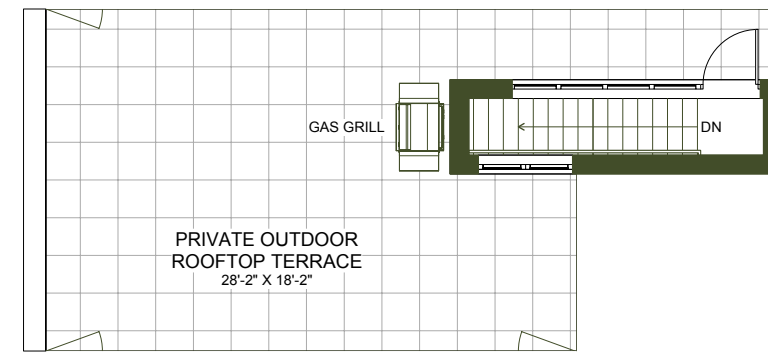 GAS GRILL
DN
PRIVATE OUTDOOR
ROOFTOP TERRACE
28'-2" X 18'-2"